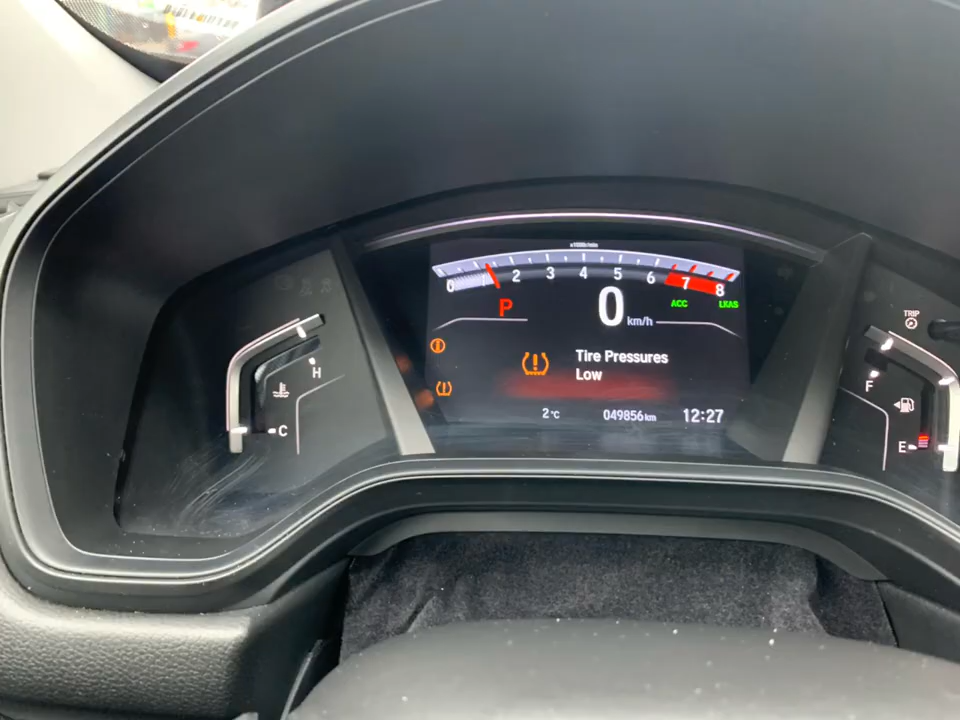 x1000r/min
0 1 2 3 4 5 6 7 8
P
0 km/h
ACC
LKAS
Tire Pressures
Low
2°C
049856km
12:27
H
C
TRIP
F
E